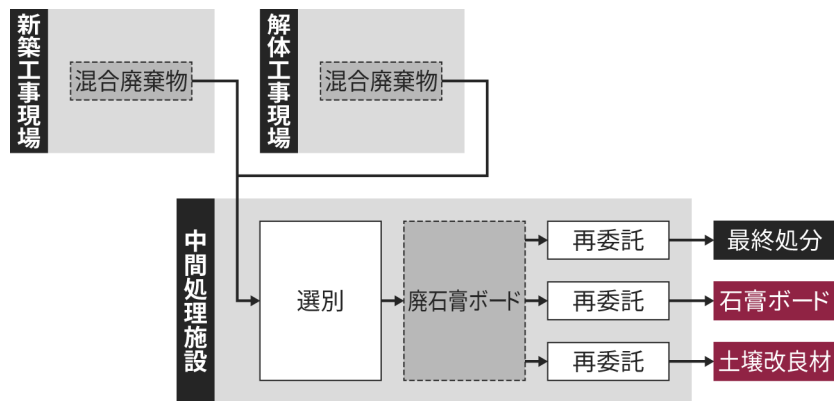 新築工事現場
混合廃棄物
解体工事現場
混合廃棄物
中間処理施設
選別
廃石膏ボード
再委託
最終処分
再委託
石膏ボード
再委託
土壌改良材